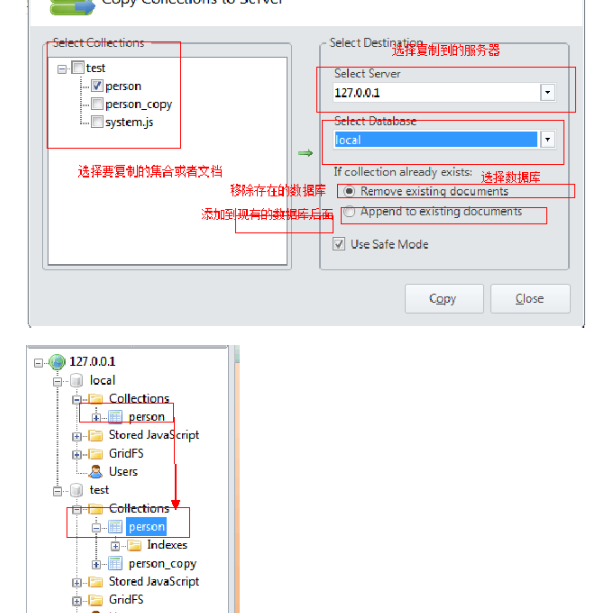 Copy Collections to Server
Select Collections
test
person
person_copy
system.js
选择要复制的集合或者文档
Select Destination
选择复制到的服务器
Select Server
127.0.0.1
Select Database
local
If collection already exists:
选择数据库
移除存在的数据库
Remove existing documents
添加到现有的数据库后面
Append to existing documents
Use Safe Mode
Copy
Close
127.0.0.1
local
Collections
person
Stored JavaScript
GridFS
Users
test
Collections
person
Indexes
person_copy
Stored JavaScript
GridFS